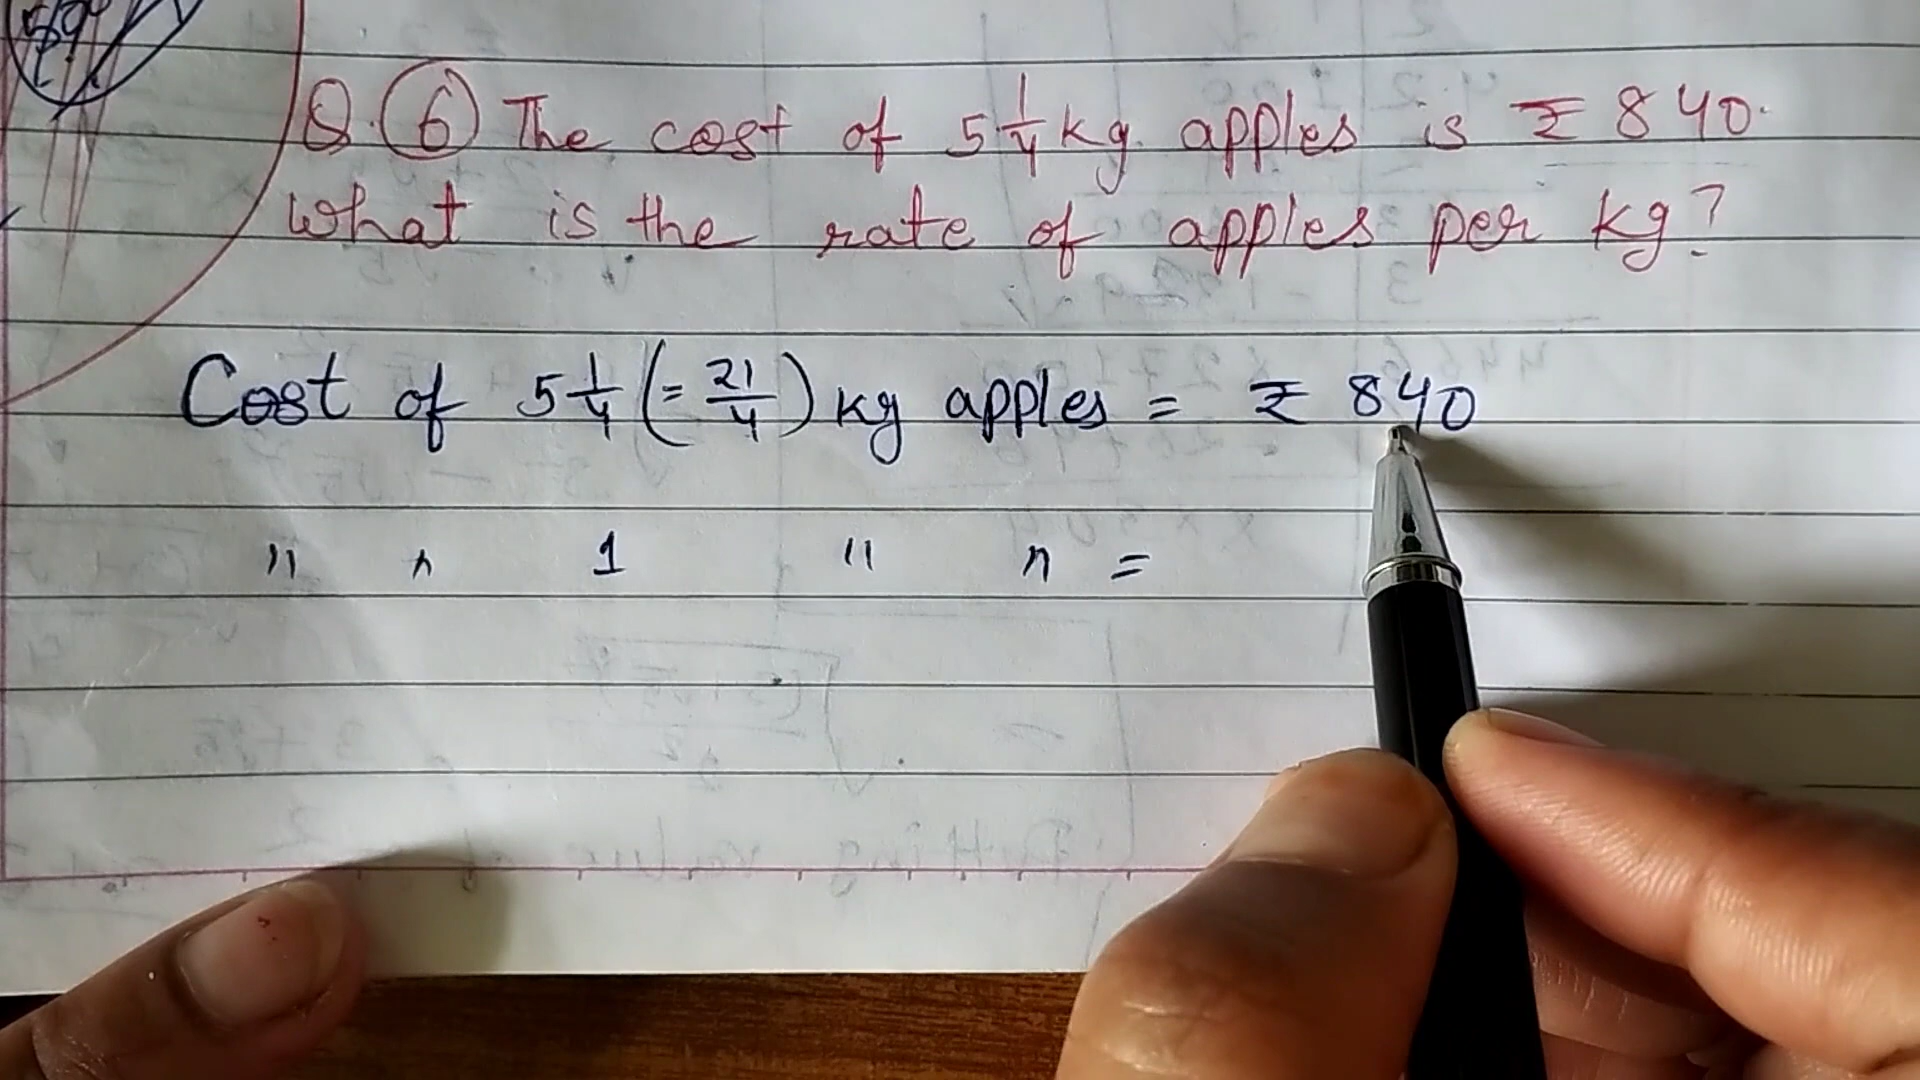 Q. 6 The cost of 5 1/4 kg. apples is ₹ 840.
What is the rate of apples per kg?
Cost of 5 1/4 (= 21/4) kg apples = ₹ 840
" " 1 " " =